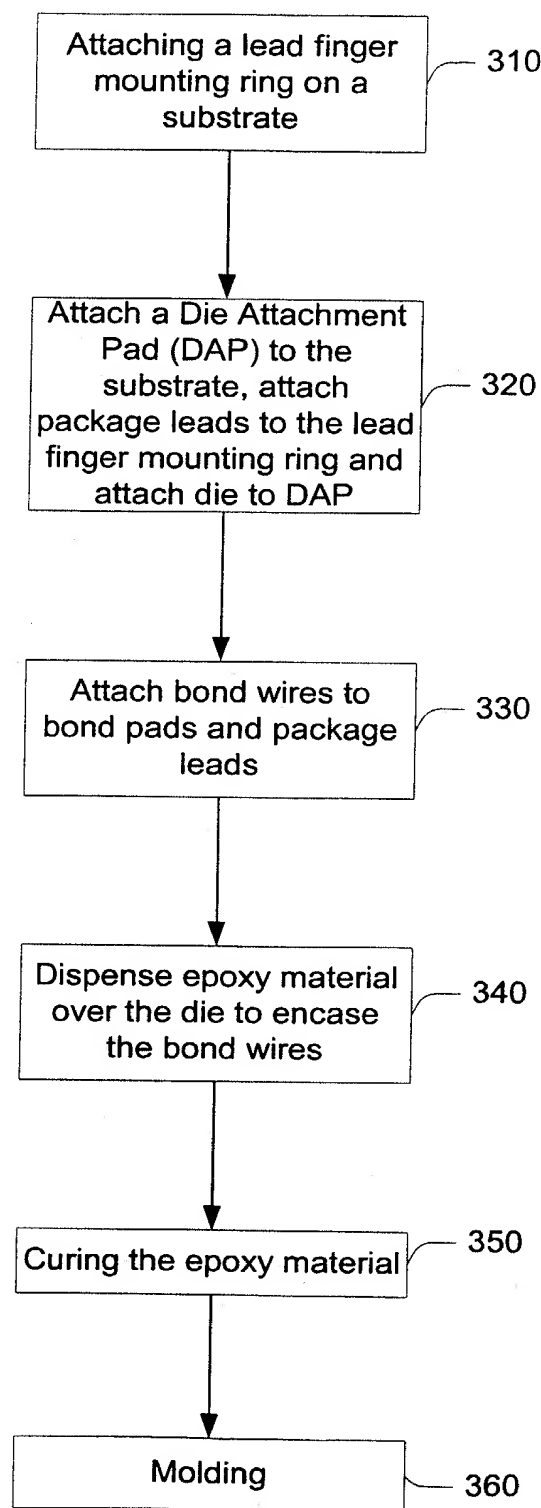 Attaching a lead finger
mounting ring on a
substrate
310
Attach a Die Attachment
Pad (DAP) to the
substrate, attach
package leads to the lead
finger mounting ring and
attach die to DAP
320
Attach bond wires to
bond pads and package
leads
330
Dispense epoxy material
over the die to encase
the bond wires
340
Curing the epoxy material
350
Molding
360